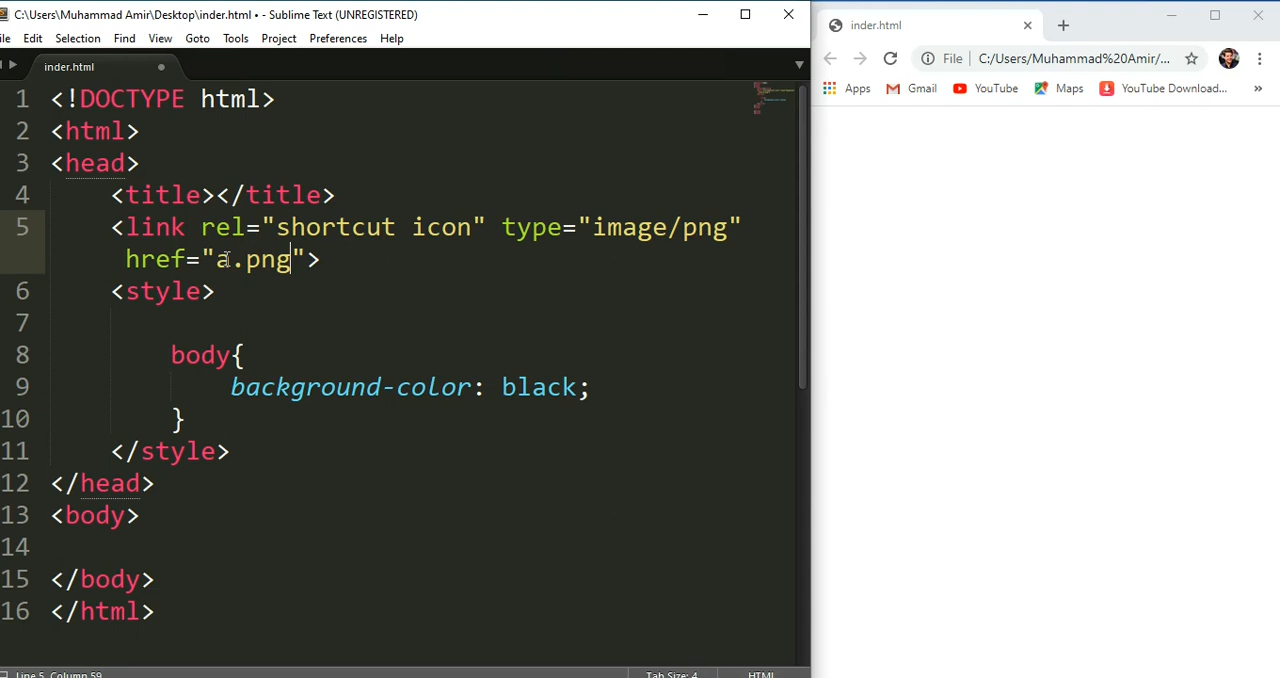 C:\Users\Muhammad Amir\Desktop\inder.html • - Sublime Text (UNREGISTERED)
ile Edit Selection Find View Goto Tools Project Preferences Help
inder.html
1 <!DOCTYPE html>
2 <html>
3 <head>
4 <title></title>
5 <link rel="shortcut icon" type="image/png"
href="a.png">
6 <style>
7
8 body{
9 background-color: black;
10 }
11 </style>
12 </head>
13 <body>
14
15 </body>
16 </html>
Line 5, Column 59 Tab Size: 4 HTML
inder.html
File | C:/Users/Muhammad%20Amir/...
Apps Gmail YouTube Maps YouTube Download... »